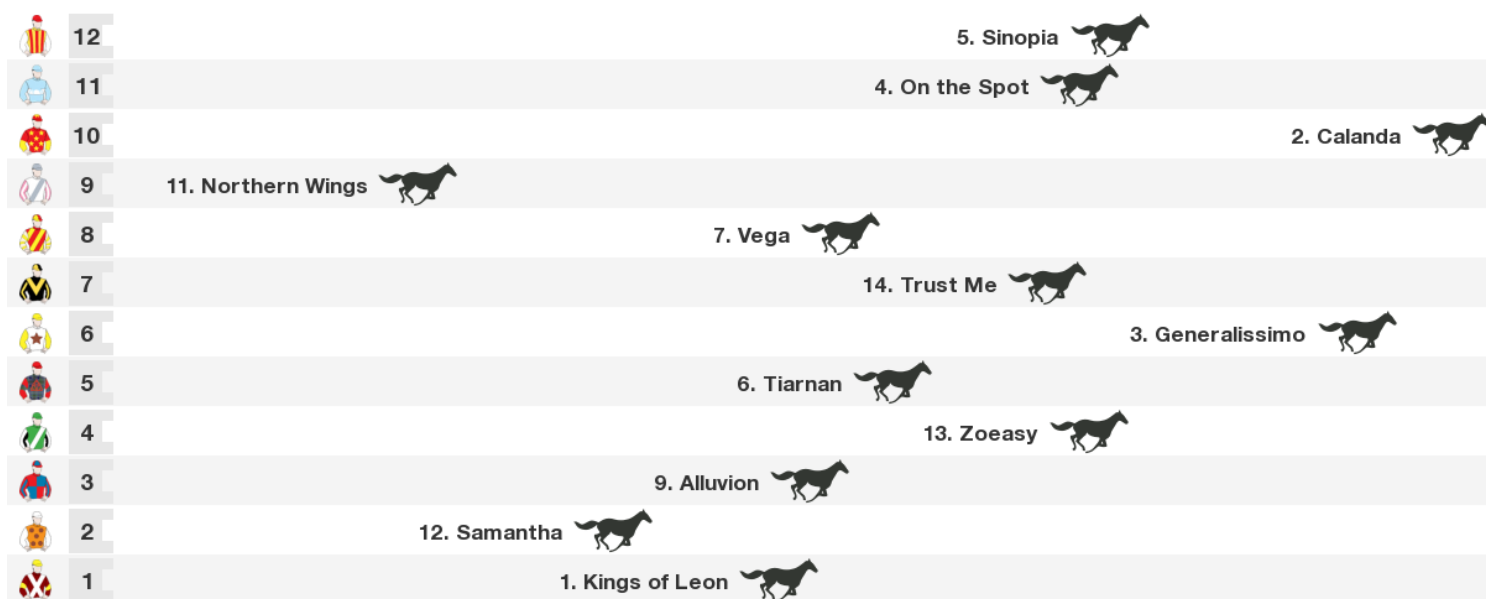 12 5. Sinopia
11 4. On the Spot
10 2. Calanda
9 11. Northern Wings
8 7. Vega
7 14. Trust Me
6 3. Generalissimo
5 6. Tiarnan
4 13. Zoeasy
3 9. Alluvion
2 12. Samantha
1 1. Kings of Leon